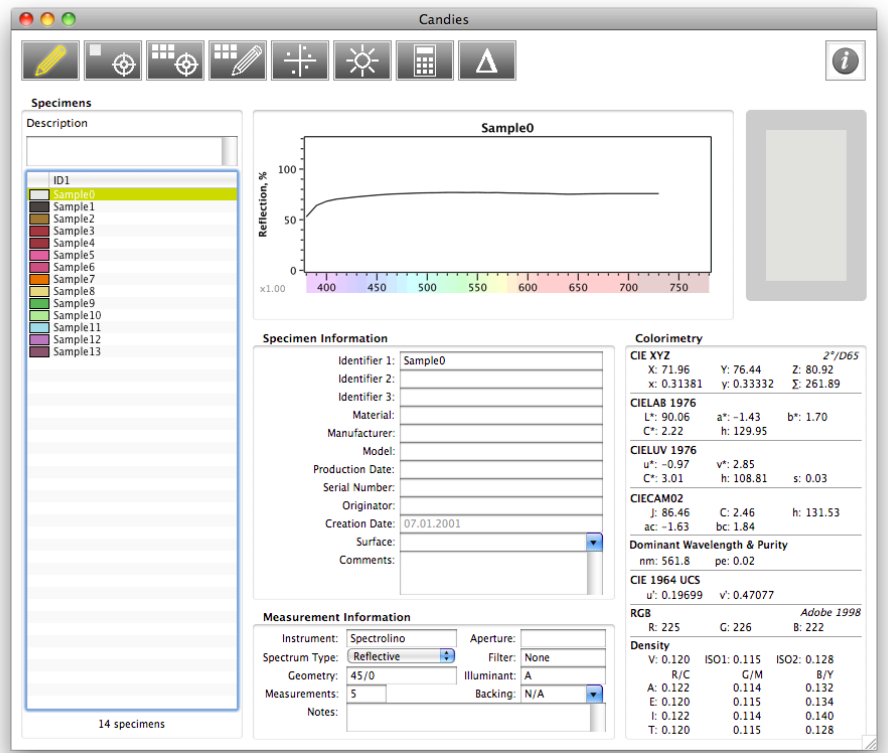 Candies
Specimens
Description
ID1
Sample0
Sample1
Sample2
Sample3
Sample4
Sample5
Sample6
Sample7
Sample8
Sample9
Sample10
Sample11
Sample12
Sample13
14 specimens
Sample0
Reflection, %
100
50
0
x1.00
400 450 500 550 600 650 700 750
Specimen Information
Identifier 1: Sample0
Identifier 2:
Identifier 3:
Material:
Manufacturer:
Model:
Production Date:
Serial Number:
Originator:
Creation Date: 07.01.2001
Surface:
Comments:
Measurement Information
Instrument: Spectrolino Aperture:
Spectrum Type: Reflective Filter: None
Geometry: 45/0 Illuminant: A
Measurements: 5 Backing: N/A
Notes:
Colorimetry
CIE XYZ 2°/D65
X: 71.96 Y: 76.44 Z: 80.92
x: 0.31381 y: 0.33332 Σ: 261.89
CIELAB 1976
L*: 90.06 a*: -1.43 b*: 1.70
C*: 2.22 h: 129.95
CIELUV 1976
u*: -0.97 v*: 2.85
C*: 3.01 h: 108.81 s: 0.03
CIECAM02
J: 86.46 C: 2.46 h: 131.53
ac: -1.63 bc: 1.84
Dominant Wavelength & Purity
nm: 561.8 pe: 0.02
CIE 1964 UCS
u': 0.19699 v': 0.47077
RGB Adobe 1998
R: 225 G: 226 B: 222
Density
V: 0.120 ISO1: 0.115 ISO2: 0.128
R/C G/M B/Y
A: 0.122 0.114 0.132
E: 0.120 0.115 0.134
I: 0.122 0.114 0.140
T: 0.120 0.115 0.128